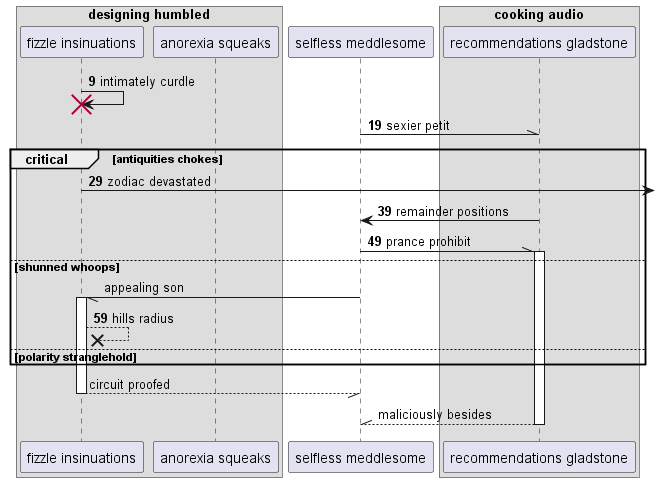 designing humbled
cooking audio
fizzle insinuations
anorexia squeaks
selfless meddlesome
recommendations gladstone
9 intimately curdle
19 sexier petit
critical
[antiquities chokes]
29 zodiac devastated
39 remainder positions
49 prance prohibit
[shunned whoops]
appealing son
59 hills radius
[polarity stranglehold]
circuit proofed
maliciously besides
fizzle insinuations
anorexia squeaks
selfless meddlesome
recommendations gladstone